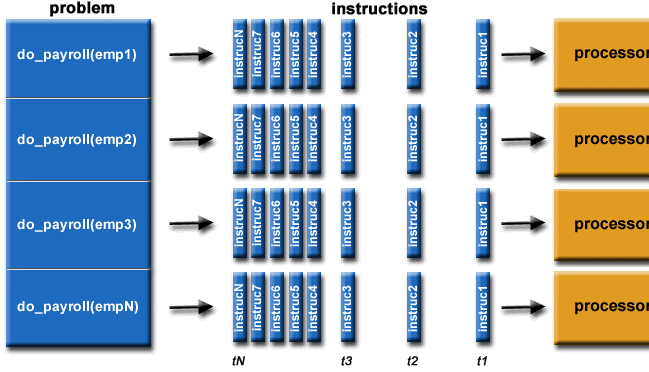 problem
instructions
do_payroll(emp1)
instrucN
instruc7
instruc6
instruc5
instruc4
instruc3
instruc2
instruc1
processor
do_payroll(emp2)
instrucN
instruc7
instruc6
instruc5
instruc4
instruc3
instruc2
instruc1
processor
do_payroll(emp3)
instrucN
instruc7
instruc6
instruc5
instruc4
instruc3
instruc2
instruc1
processor
do_payroll(empN)
instrucN
instruc7
instruc6
instruc5
instruc4
instruc3
instruc2
instruc1
processor
tN
t3
t2
t1